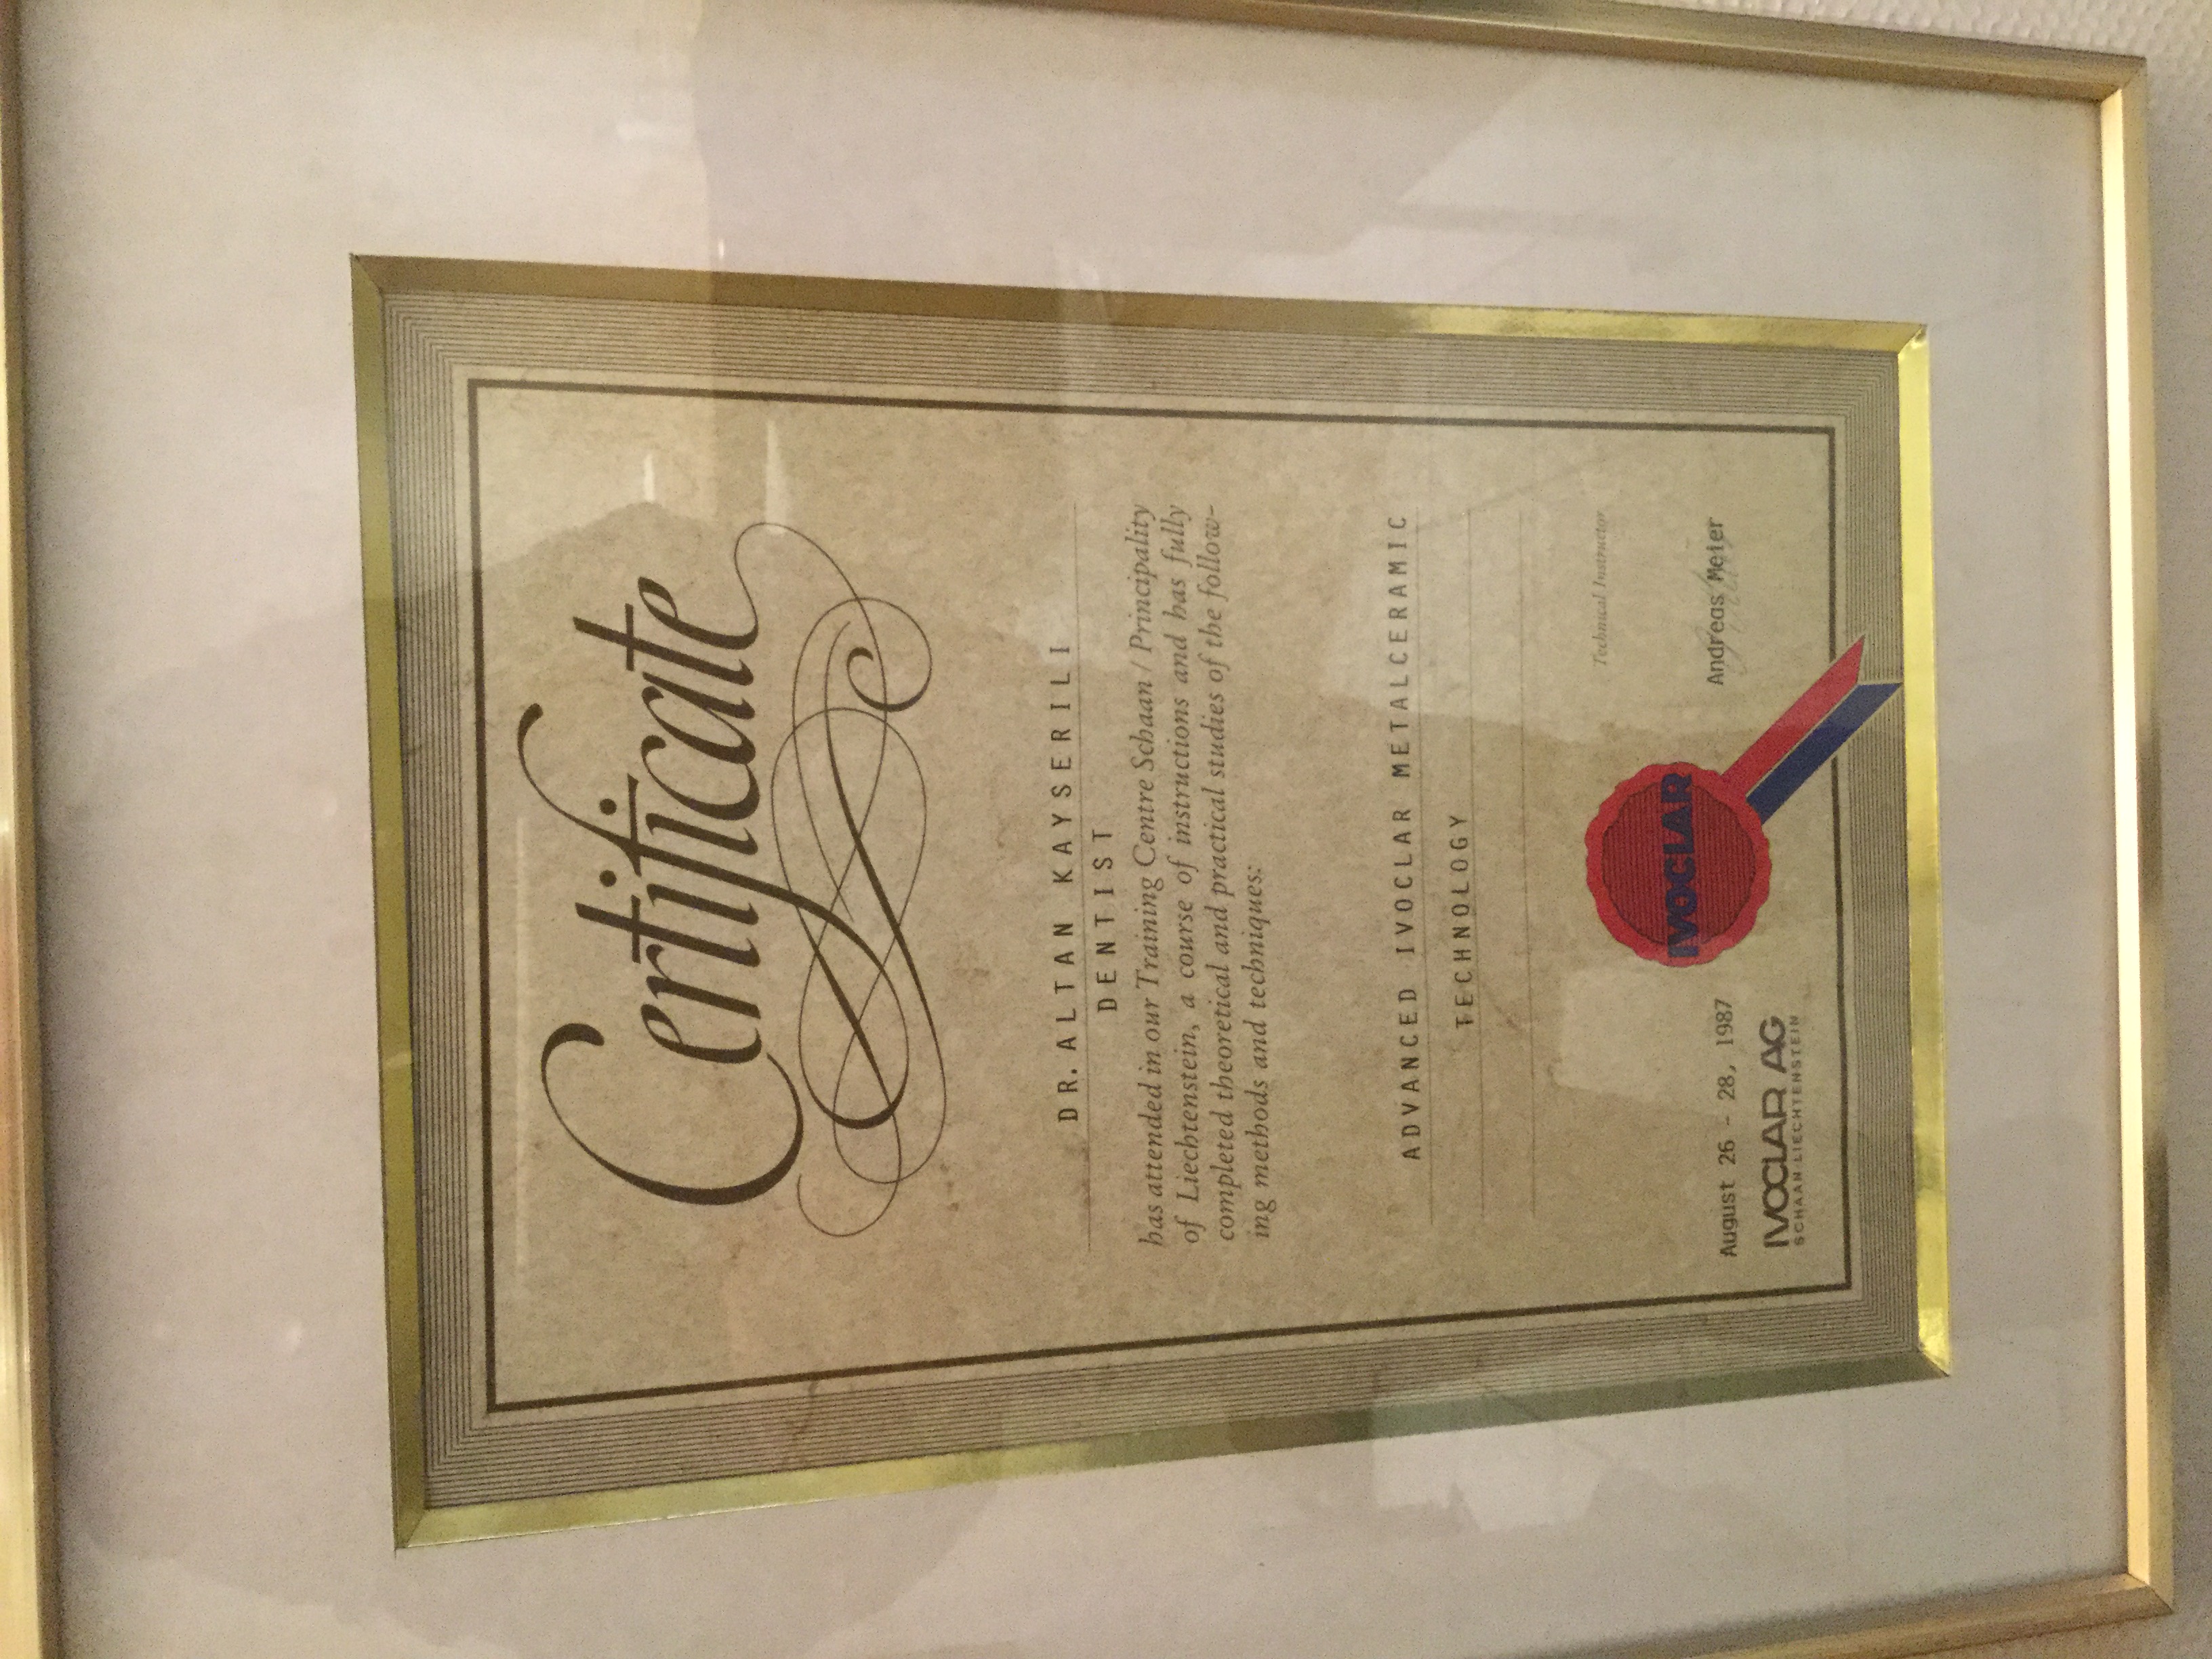 Certificate
DR. ALTAN KAYSERILI
DENTIST
has attended in our Training Centre Schaan / Principality
of Liechtenstein, a course of instructions and has fully
completed theoretical and practical studies of the follow-
ing methods and techniques:
ADVANCED IVOCLAR METALCERAMIC
TECHNOLOGY
Technical Instructor
IVOCLAR
August 26 - 28, 1987
Andreas Meier
IVOCLAR AG
SCHAAN·LIECHTENSTEIN